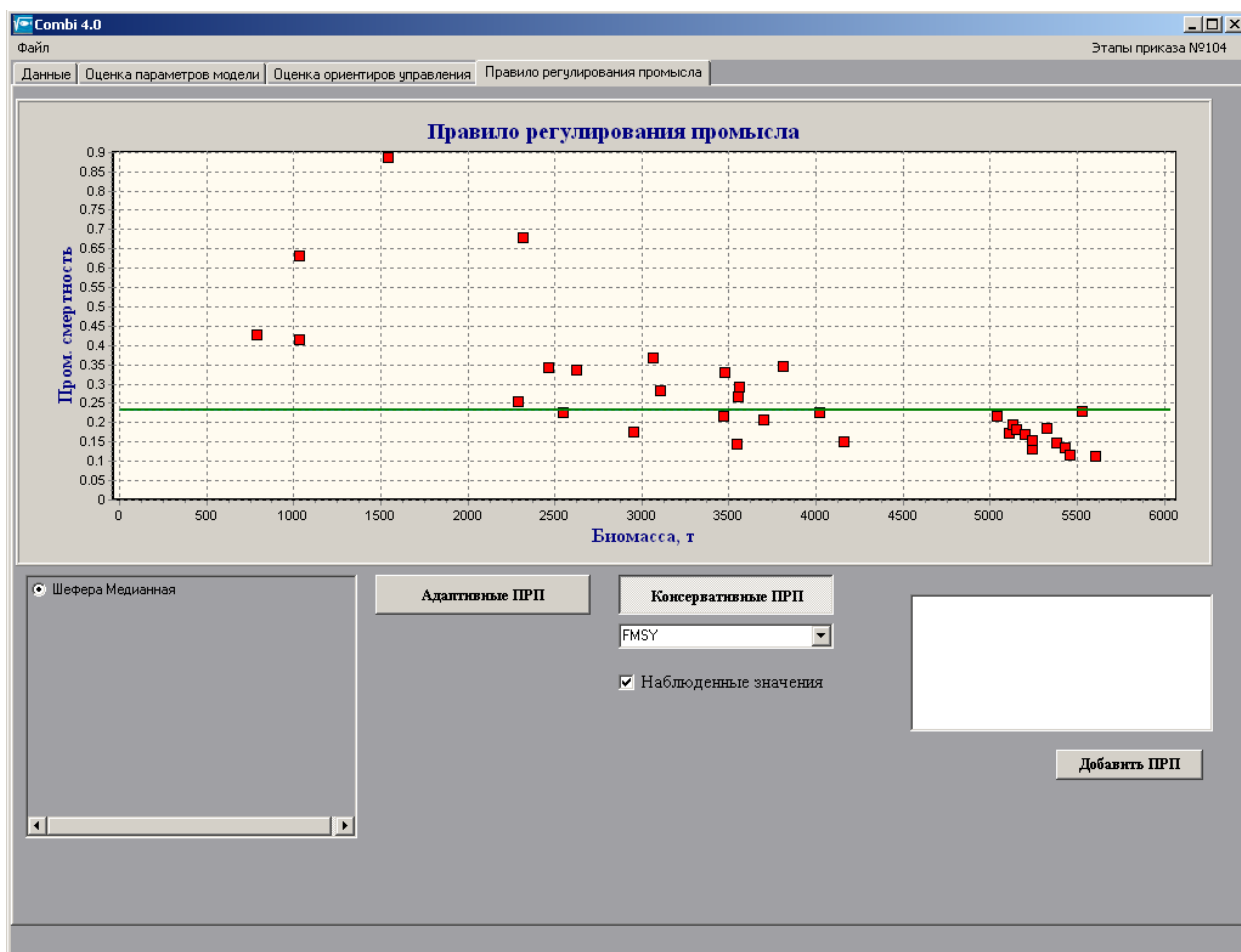 Combi 4.0
Файл
Этапы приказа №104
Данные
Оценка параметров модели
Оценка ориентиров управления
Правило регулирования промысла
Правило регулирования промысла
Пром. смертность
0.9
0.85
0.8
0.75
0.7
0.65
0.6
0.55
0.5
0.45
0.4
0.35
0.3
0.25
0.2
0.15
0.1
0.05
0
0 500 1000 1500 2000 2500 3000 3500 4000 4500 5000 5500 6000
Биомасса, т
Шефера Медианная
Адаптивные ПРП
Консервативные ПРП
FMSY
Наблюденные значения
Добавить ПРП